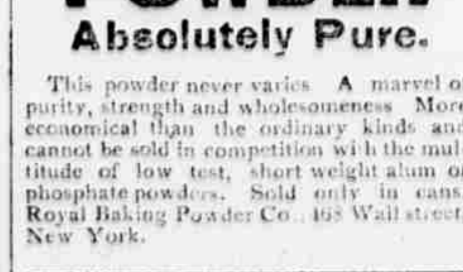 POWDER
Absolutely Pure.
This powder never varies A marvel o
purity, strength and wholesomeness More
economical than the ordinary kinds and
cannot be sold in competition with the mul
titude of low test, short weight alum o
phosphate powders. Sold only in cans.
Royal Baking Powder Co., 168 Wall street
New York.